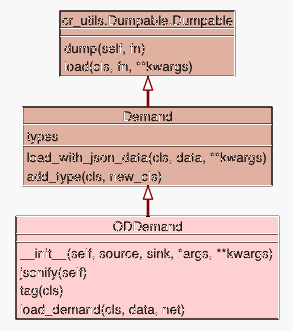 cr_utils.Dumpable.Dumpable
dump(self, fn)
load(cls, fn, **kwargs)
Demand
types
load_with_json_data(cls, data, **kwargs)
add_type(cls, new_cls)
ODDemand
__init__(self, source, sink, *args, **kwargs)
jsonify(self)
tag(cls)
load_demand(cls, data, net)